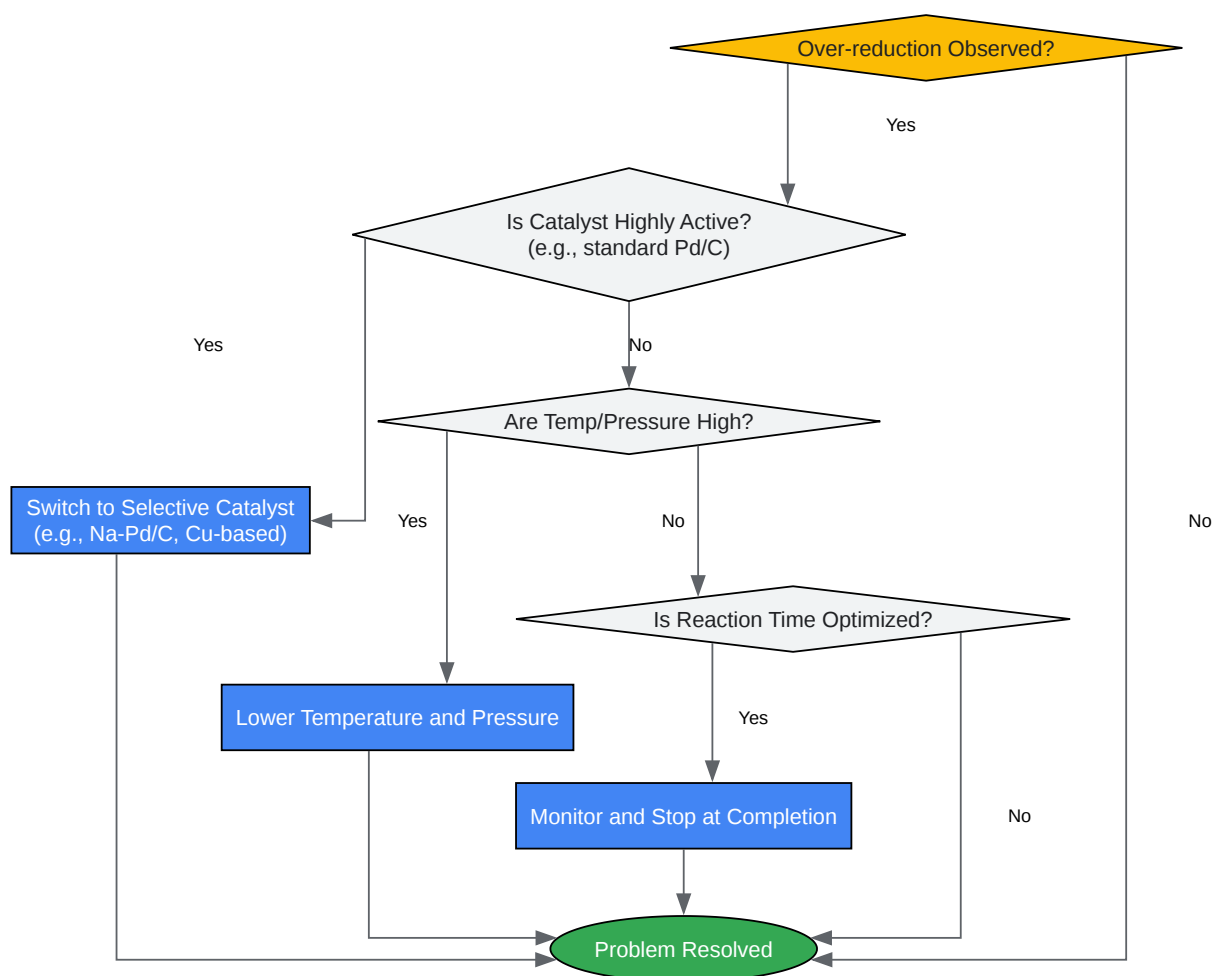 Over-reduction Observed?
Yes
Is Catalyst Highly Active?
(e.g., standard Pd/C)
Yes
No
Are Temp/Pressure High?
Switch to Selective Catalyst
(e.g., Na-Pd/C, Cu-based)
Yes
No
No
Is Reaction Time Optimized?
Lower Temperature and Pressure
Yes
Monitor and Stop at Completion
No
Problem Resolved